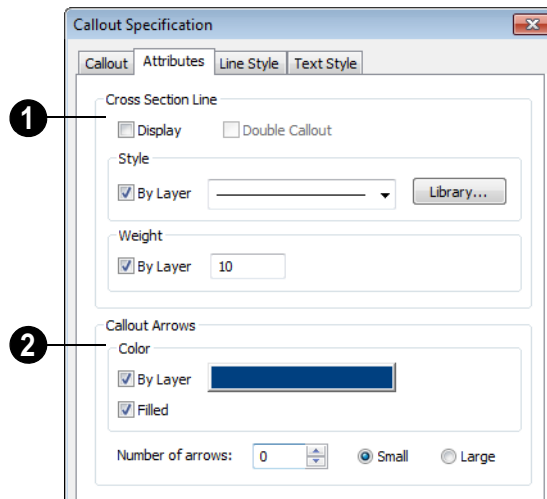 Callout Specification
Callout Attributes Line Style Text Style
1 Cross Section Line
Display Double Callout
Style
By Layer Library...
Weight
By Layer 10
Callout Arrows
2 Color
By Layer
Filled
Number of arrows: 0 Small Large